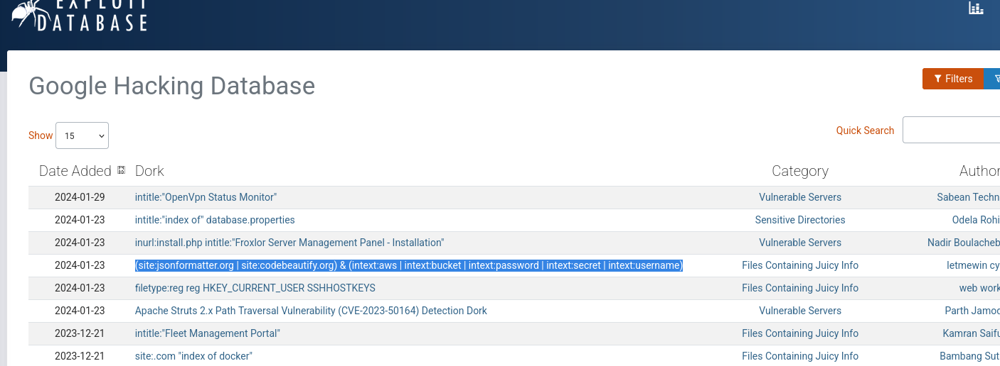 EXPLOIT
DATABASE
Google Hacking Database
Filters
Show 15
Quick Search
Date Added Dork Category Author
2024-01-29 intitle:"OpenVpn Status Monitor" Vulnerable Servers Sabean Techn
2024-01-23 intitle:"index of" database.properties Sensitive Directories Odela Rohi
2024-01-23 inurl:install.php intitle:"Froxlor Server Management Panel - Installation" Vulnerable Servers Nadir Boulacheb
2024-01-23 (site:jsonformatter.org | site:codebeautify.org) & (intext:aws | intext:bucket | intext:password | intext:secret | intext:username) Files Containing Juicy Info letmewin cy
2024-01-23 filetype:reg reg HKEY_CURRENT_USER SSHHOSTKEYS Files Containing Juicy Info web work
2024-01-23 Apache Struts 2.x Path Traversal Vulnerability (CVE-2023-50164) Detection Dork Vulnerable Servers Parth Jamod
2023-12-21 intitle:"Fleet Management Portal" Files Containing Juicy Info Kamran Saifu
2023-12-21 site:.com "index of docker" Files Containing Juicy Info Bambang Sut